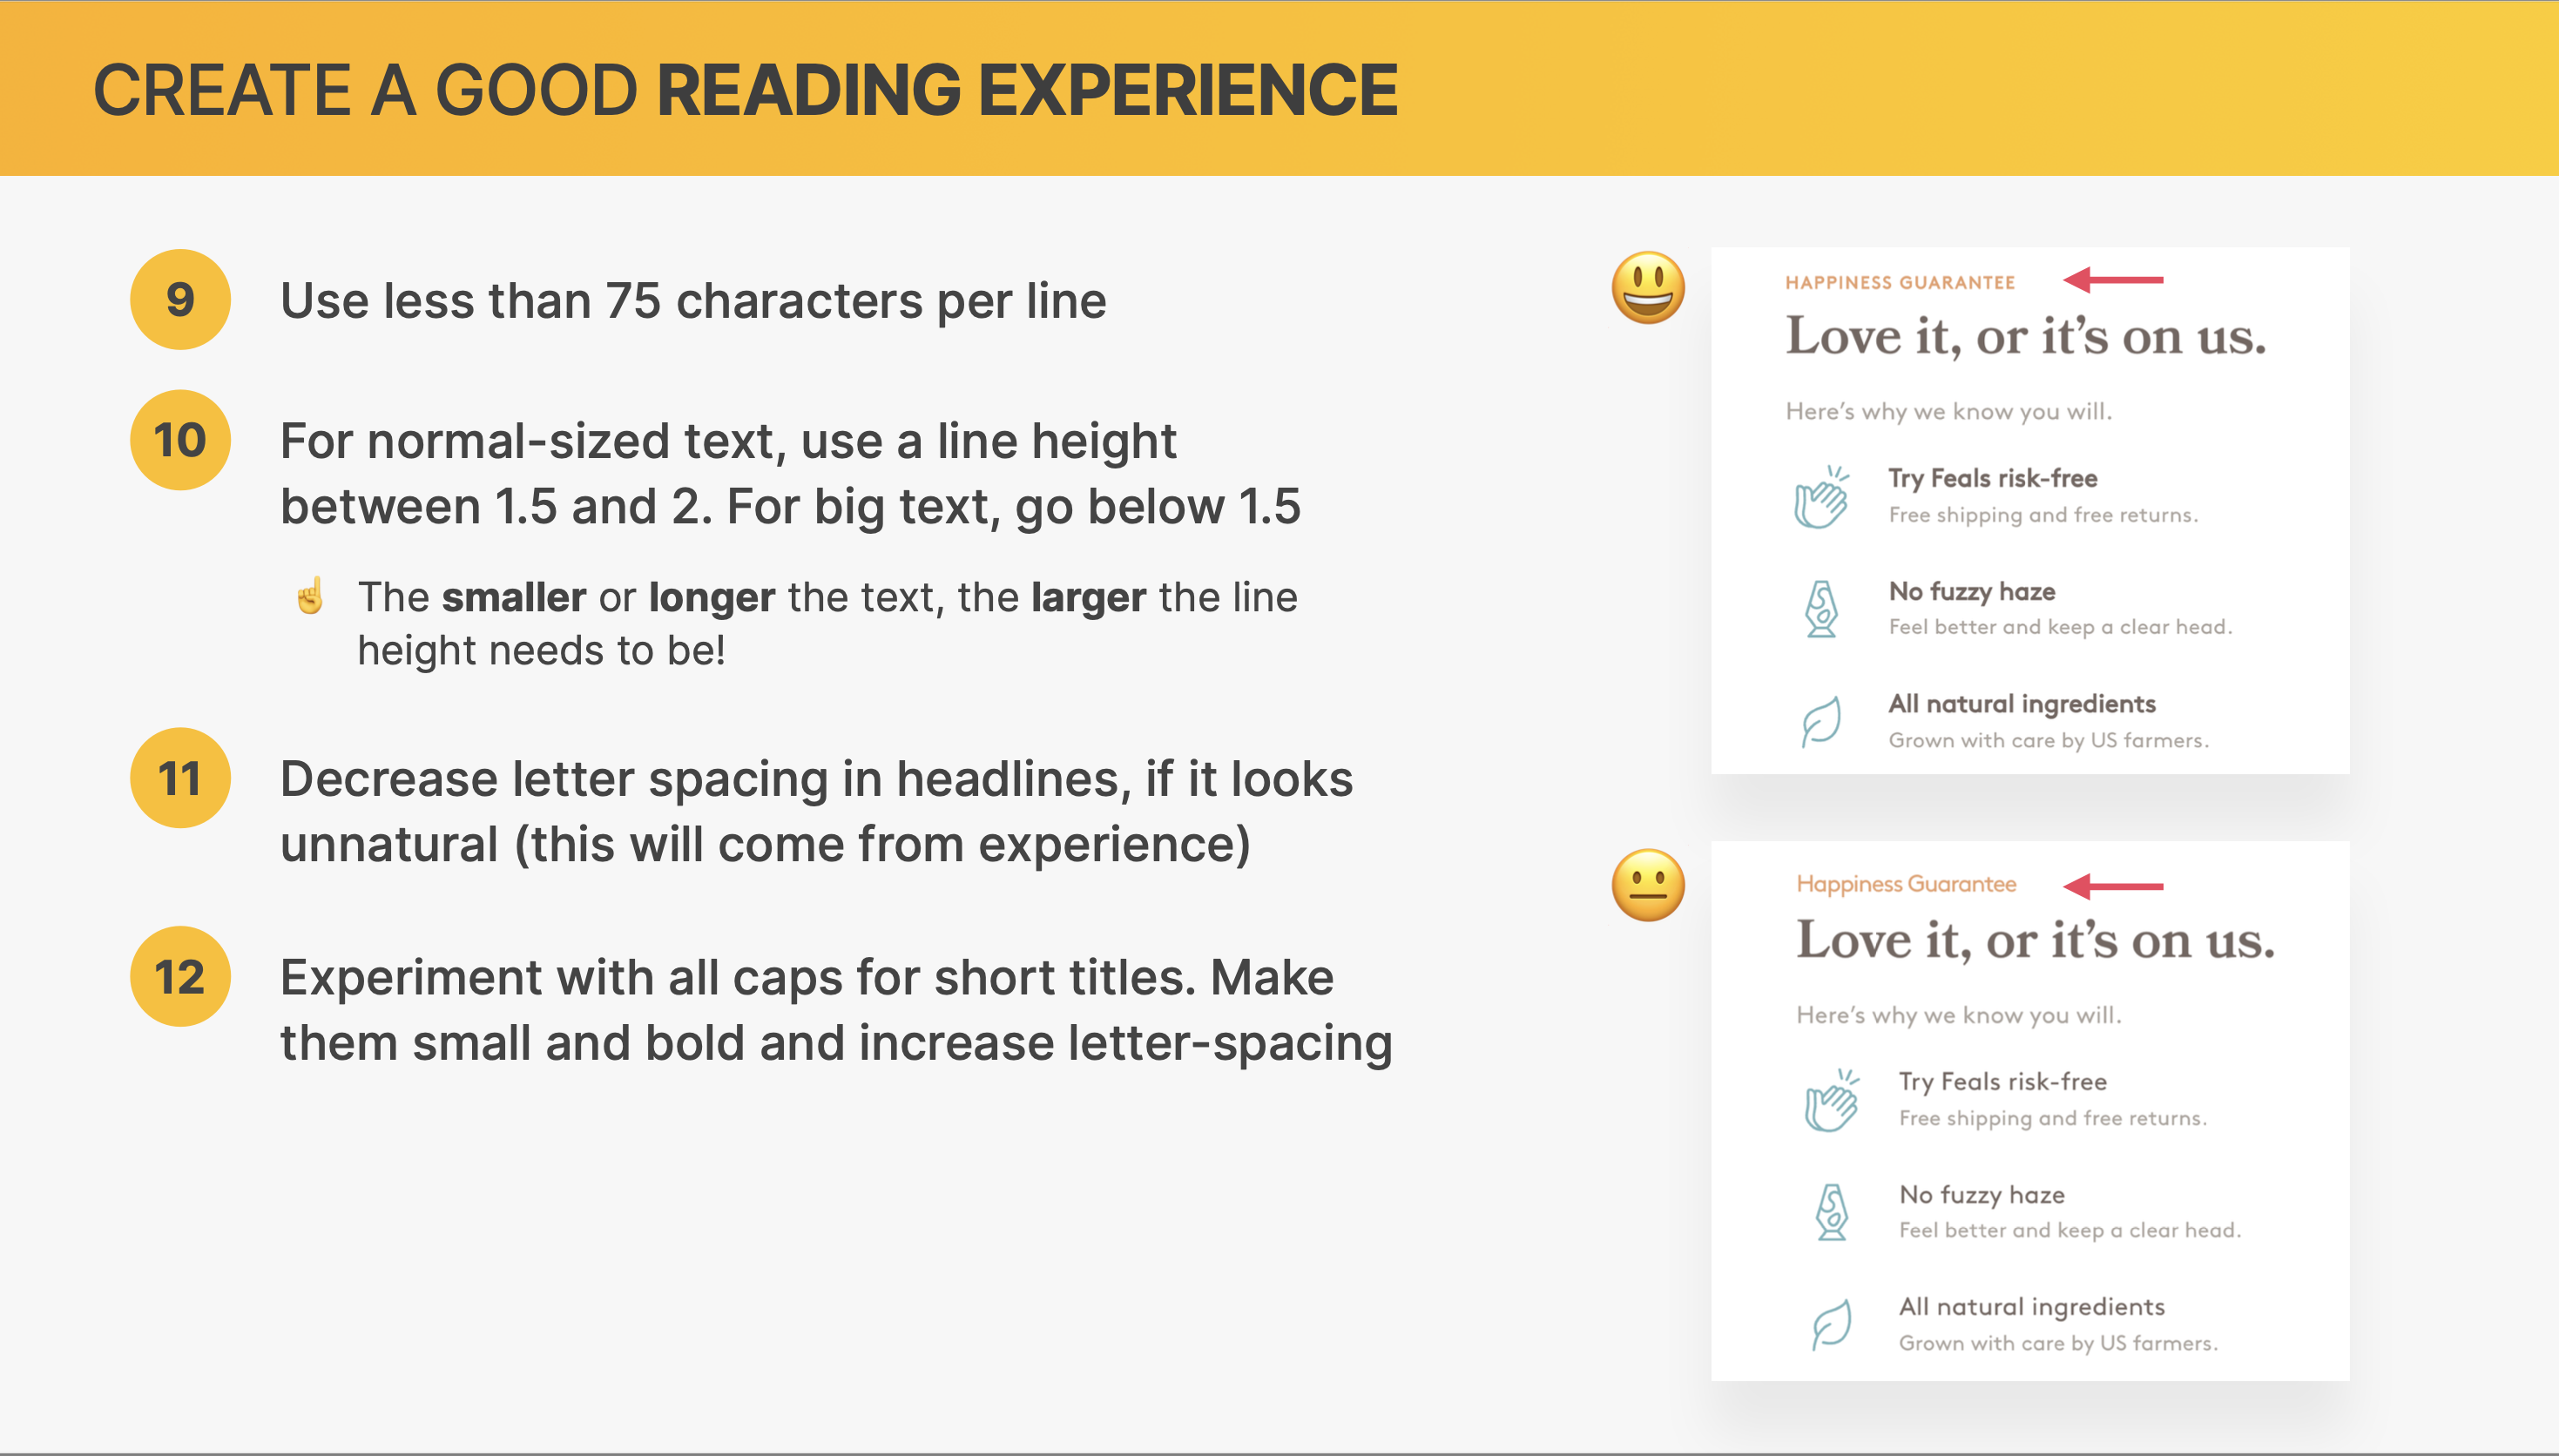 CREATE A GOOD READING EXPERIENCE
9
Use less than 75 characters per line
10
For normal-sized text, use a line height
between 1.5 and 2. For big text, go below 1.5
☝️ The smaller or longer the text, the larger the line
height needs to be!
11
Decrease letter spacing in headlines, if it looks
unnatural (this will come from experience)
12
Experiment with all caps for short titles. Make
them small and bold and increase letter-spacing
HAPPINESS GUARANTEE
Love it, or it’s on us.
Here’s why we know you will.
Try Feals risk-free
Free shipping and free returns.
No fuzzy haze
Feel better and keep a clear head.
All natural ingredients
Grown with care by US farmers.
Happiness Guarantee
Love it, or it’s on us.
Here’s why we know you will.
Try Feals risk-free
Free shipping and free returns.
No fuzzy haze
Feel better and keep a clear head.
All natural ingredients
Grown with care by US farmers.